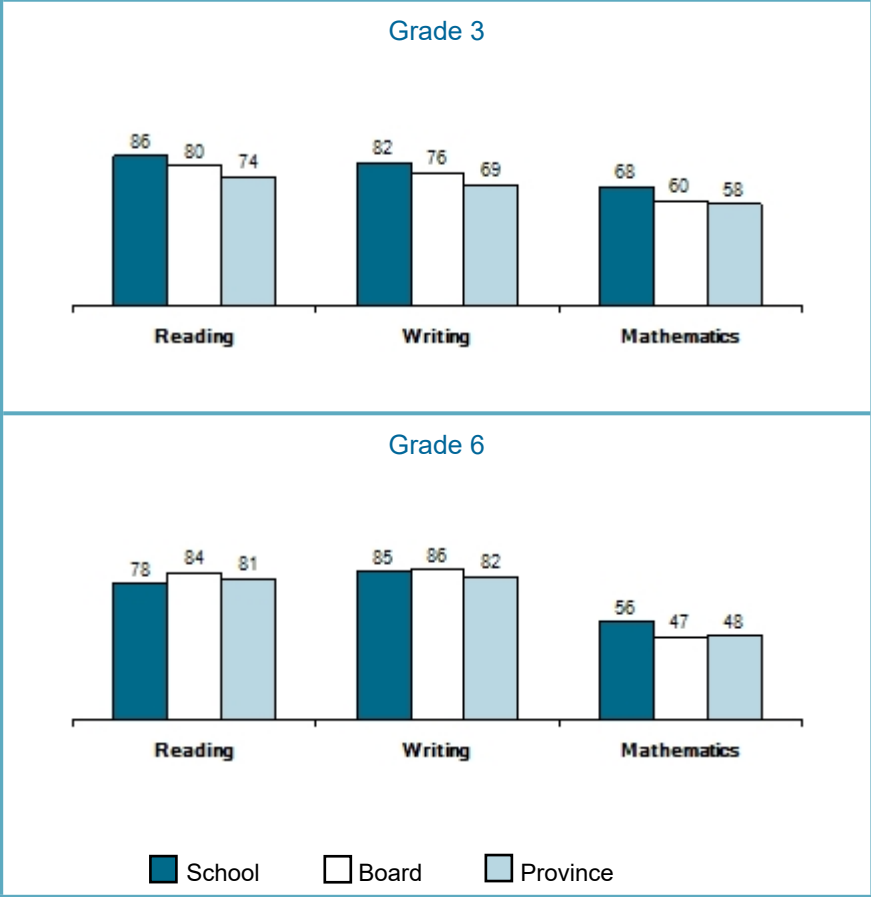 Grade 3
86 80 74 82 76 69 68 60 58
Reading Writing Mathematics
Grade 6
78 84 81 85 86 82 56 47 48
Reading Writing Mathematics
School Board Province